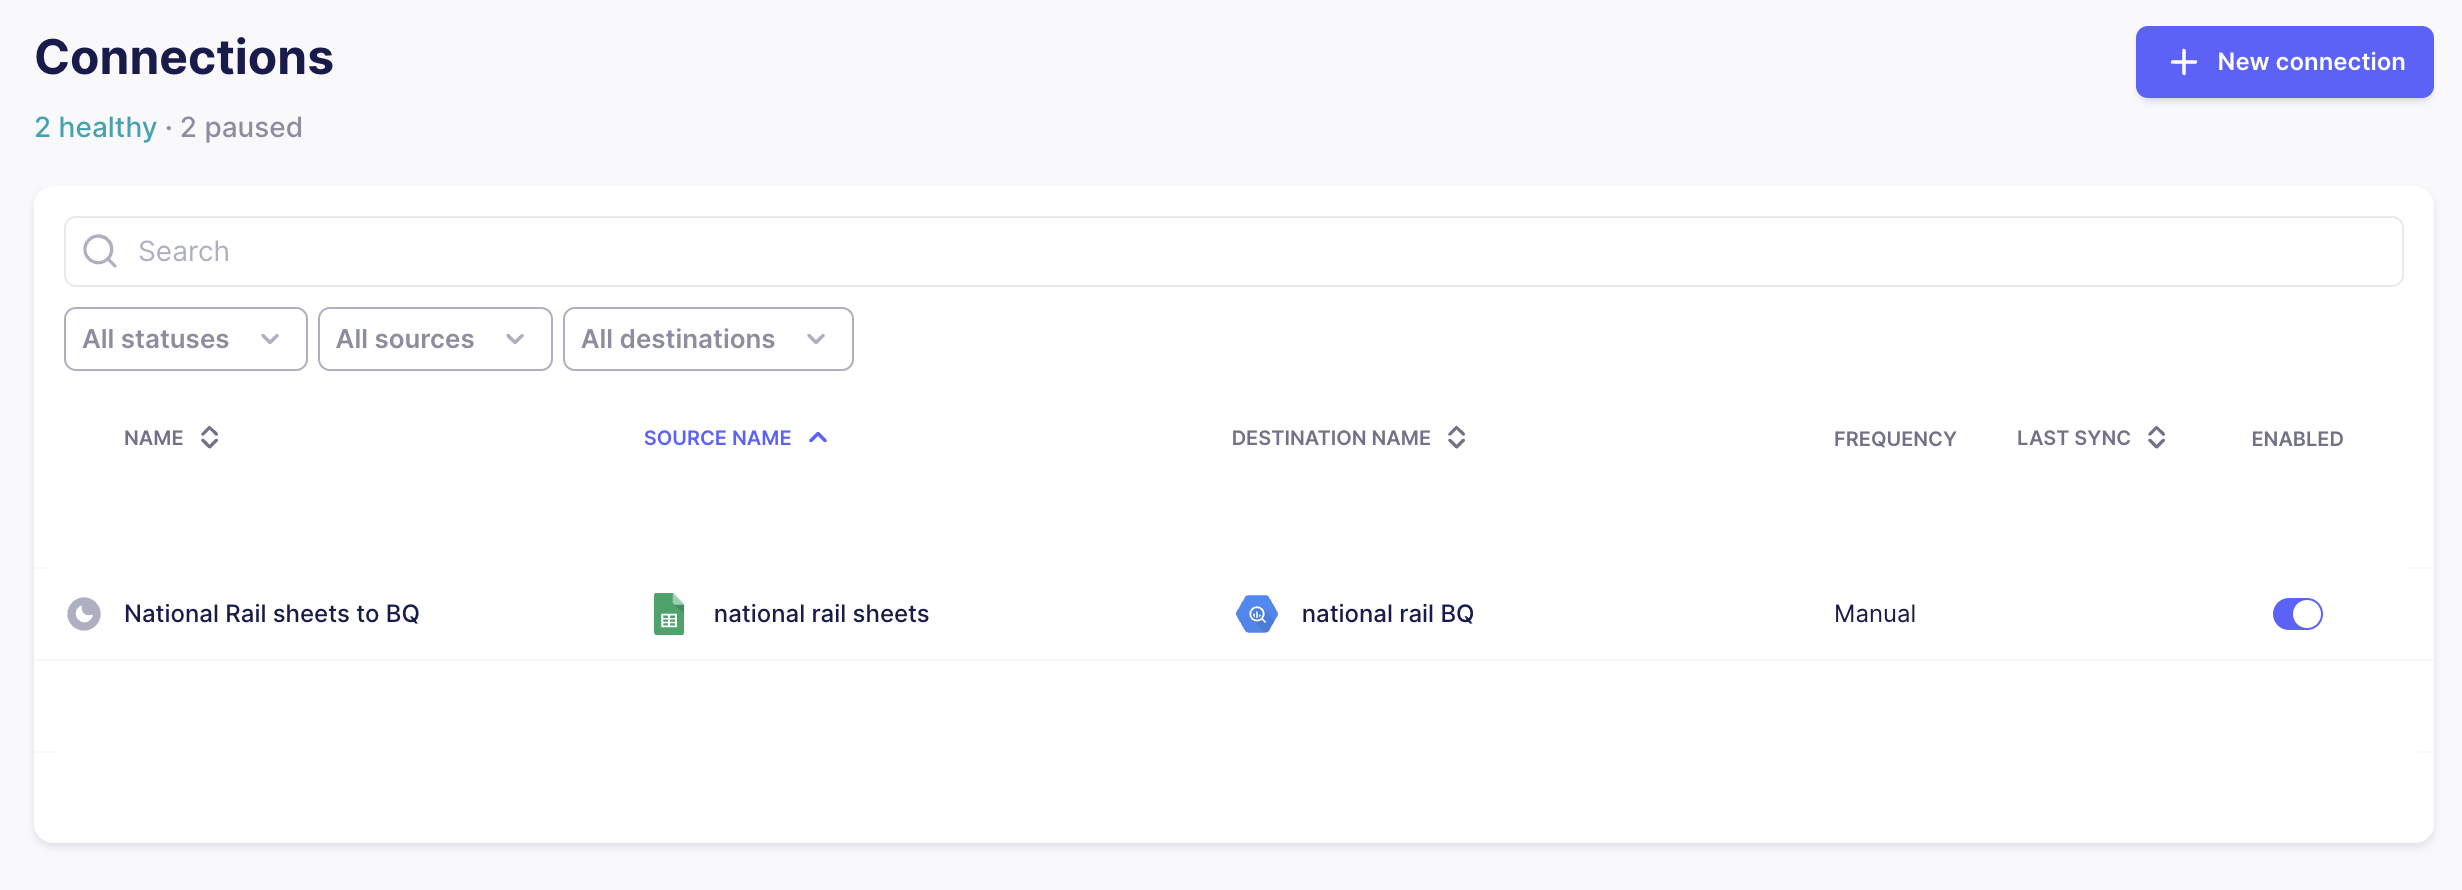 Connections
New connection
2 healthy · 2 paused
Search
All statuses All sources All destinations
NAME SOURCE NAME DESTINATION NAME FREQUENCY LAST SYNC ENABLED
National Rail sheets to BQ national rail sheets national rail BQ Manual